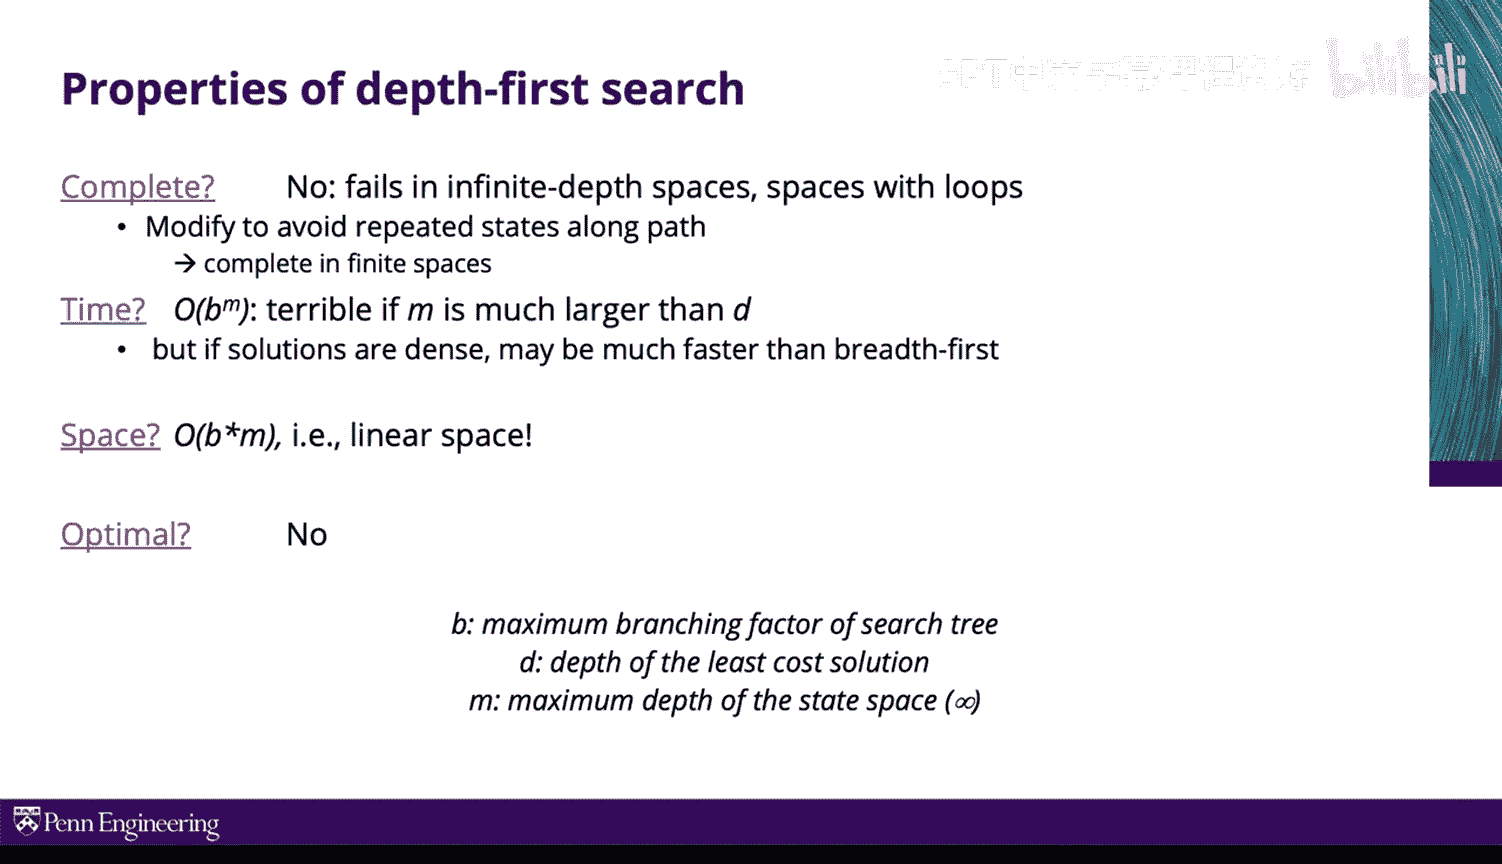 Properties of depth-first search
bilibili
Complete? No: fails in infinite-depth spaces, spaces with loops
• Modify to avoid repeated states along path
→ complete in finite spaces
Time? O(bᵐ): terrible if m is much larger than d
• but if solutions are dense, may be much faster than breadth-first
Space? O(b*m), i.e., linear space!
Optimal? No
b: maximum branching factor of search tree
d: depth of the least cost solution
m: maximum depth of the state space (∞)
Penn Engineering